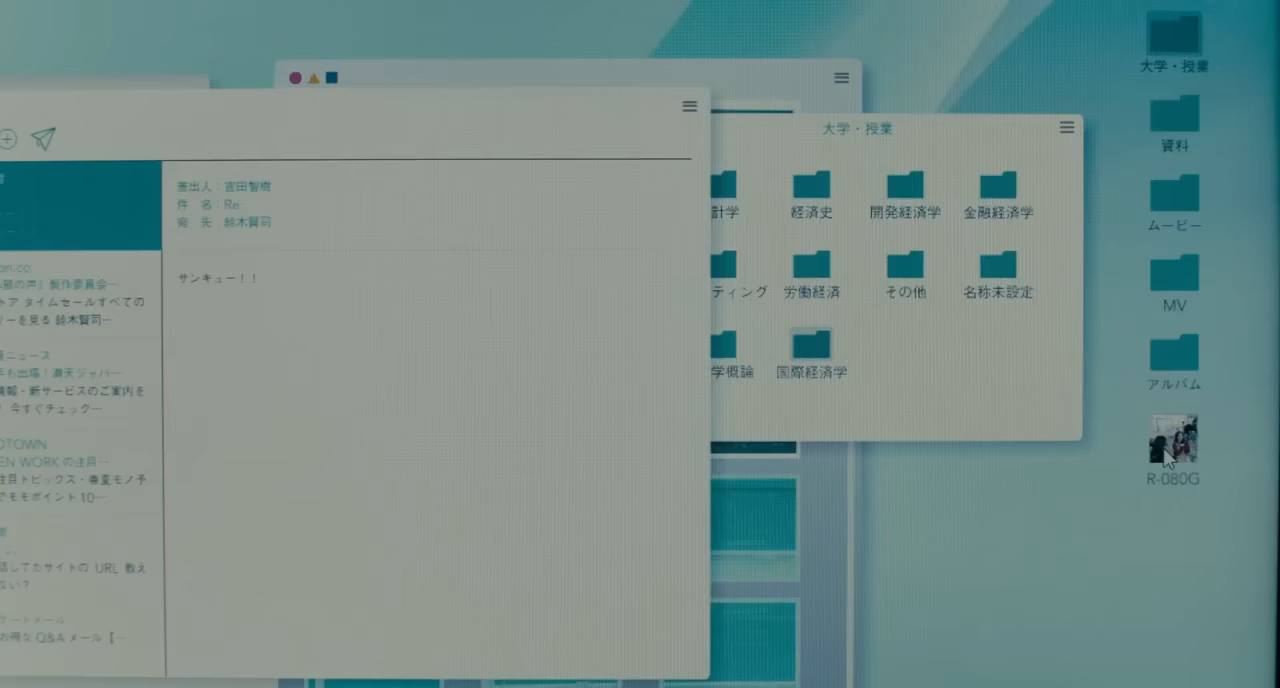 差出人：吉田智樹
件　名：Re
宛　先：鈴木賢司
サンキュー！！
on.co
の声』製作委員会…
トア タイムセールすべての
ーを見る 鈴木賢司…
ニュース
も出場！満天ジャパ…
情報・新サービスのご案内を
今すぐチェック…
OTOWN
EN WORK の注目…
注目トピックス・春夏モノ予
でモモポイント 10…
話してたサイトの URL 教え
ない？
ケートメール
お得な Q&A メール【…
大学・授業
計学
経済史
開発経済学
金融経済学
ティング
労働経済
その他
名称未設定
学概論
国際経済学
大学・授業
資料
ムービー
MV
アルバム
R-080G